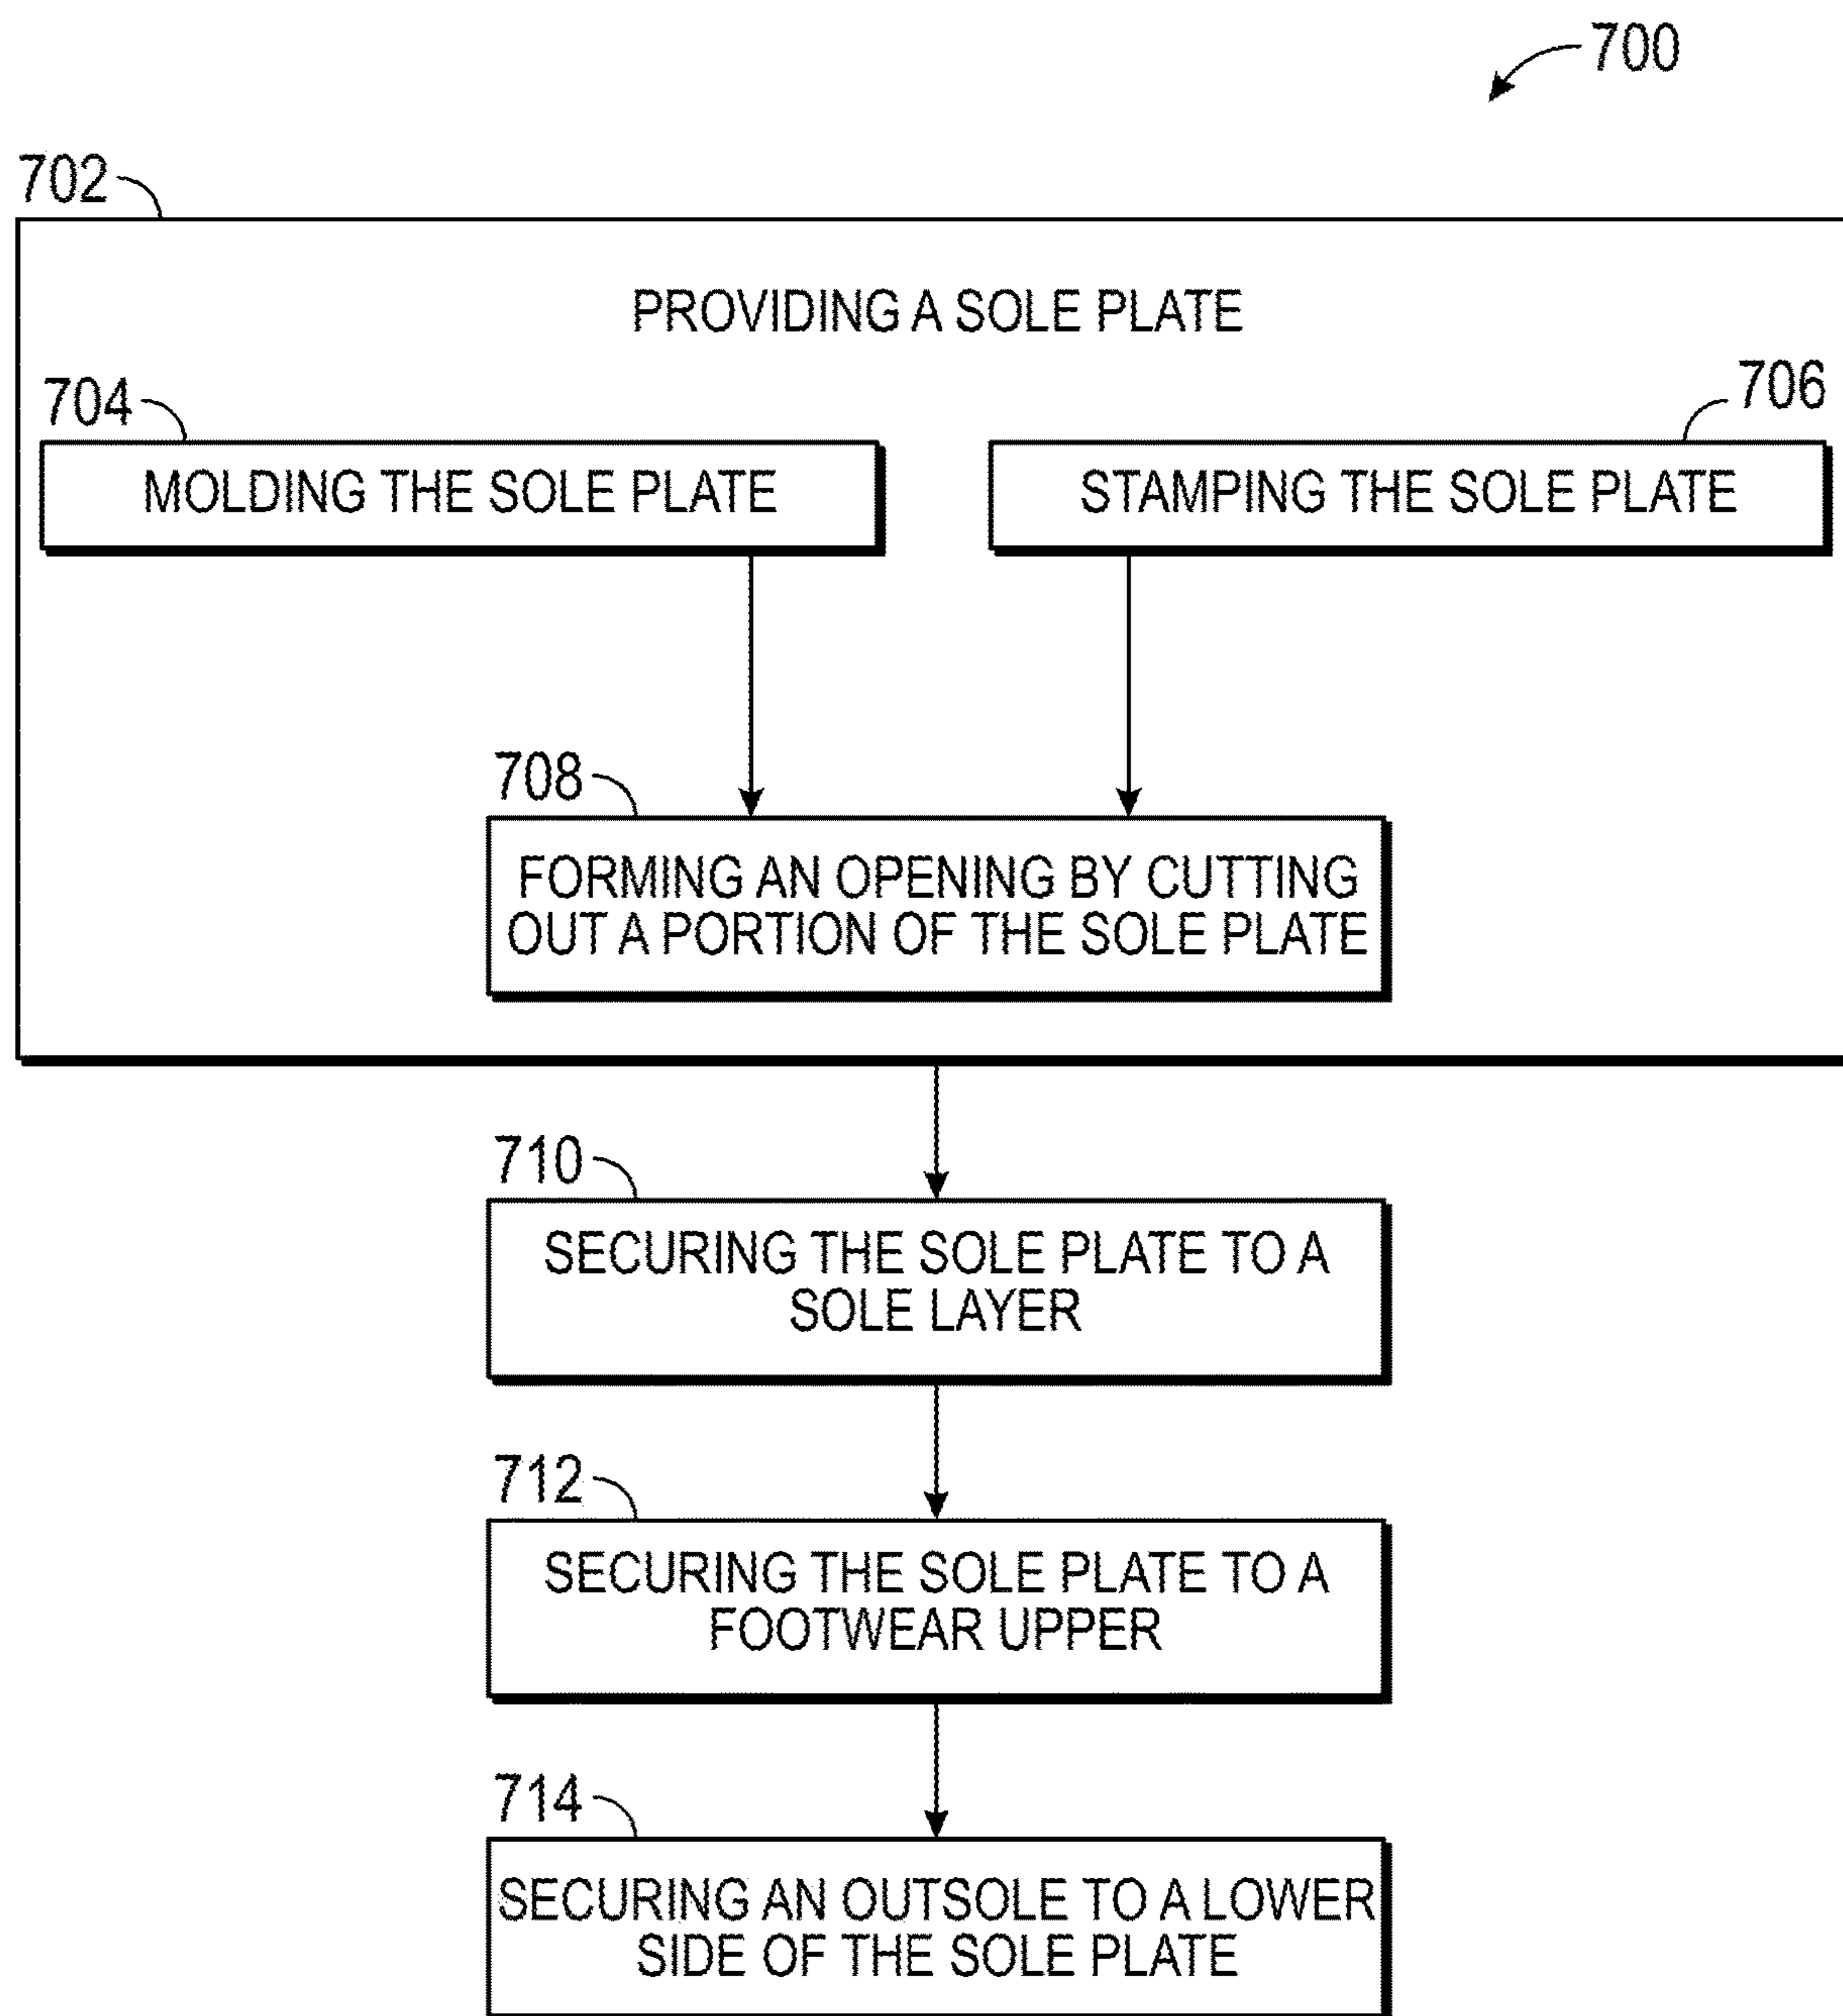 700
702
PROVIDING A SOLE PLATE
704
706
MOLDING THE SOLE PLATE
STAMPING THE SOLE PLATE
708
FORMING AN OPENING BY CUTTING
OUT A PORTION OF THE SOLE PLATE
710
SECURING THE SOLE PLATE TO A
SOLE LAYER
712
SECURING THE SOLE PLATE TO A
FOOTWEAR UPPER
714
SECURING AN OUTSOLE TO A LOWER
SIDE OF THE SOLE PLATE